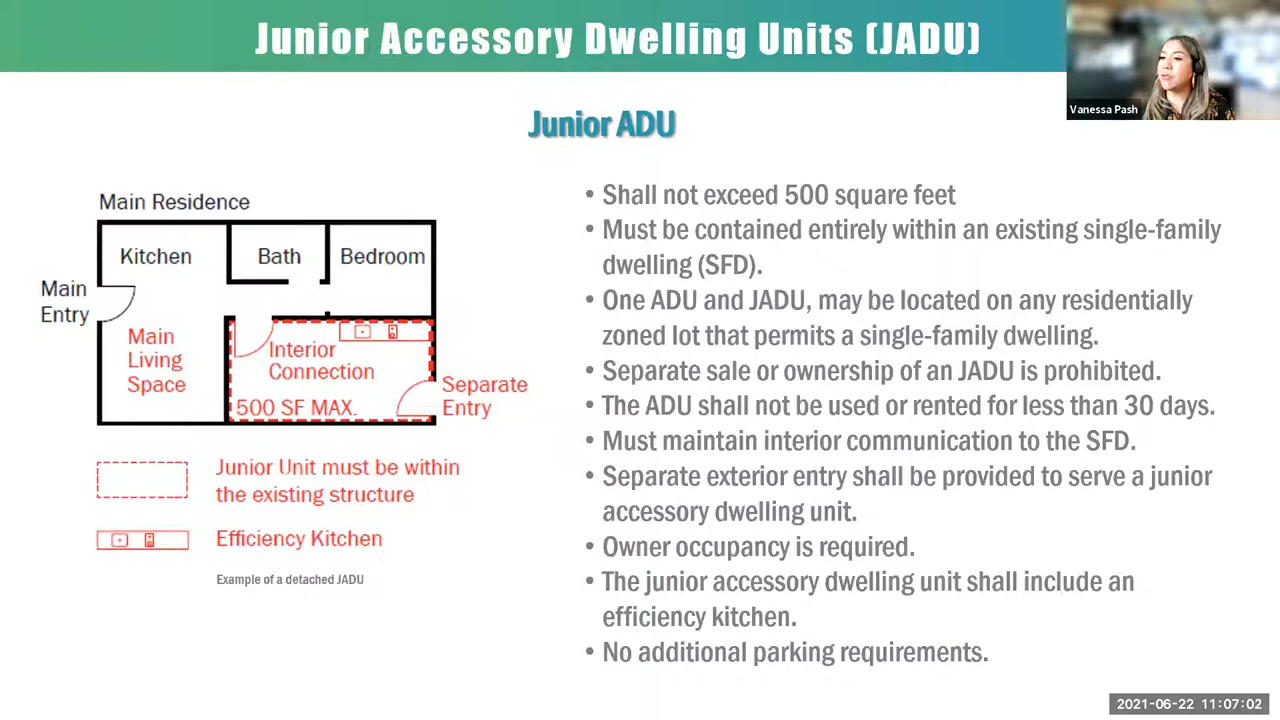 Junior Accessory Dwelling Units (JADU)
Vanessa Pash
Junior ADU
Main Residence
Kitchen
Bath
Bedroom
Main
Entry
Main
Living
Space
Interior
Connection
500 SF MAX.
Separate
Entry
Junior Unit must be within
the existing structure
Efficiency Kitchen
Example of a detached JADU
• Shall not exceed 500 square feet
• Must be contained entirely within an existing single-family
dwelling (SFD).
• One ADU and JADU, may be located on any residentially
zoned lot that permits a single-family dwelling.
• Separate sale or ownership of an JADU is prohibited.
• The ADU shall not be used or rented for less than 30 days.
• Must maintain interior communication to the SFD.
• Separate exterior entry shall be provided to serve a junior
accessory dwelling unit.
• Owner occupancy is required.
• The junior accessory dwelling unit shall include an
efficiency kitchen.
• No additional parking requirements.
2021-06-22 11:07:02